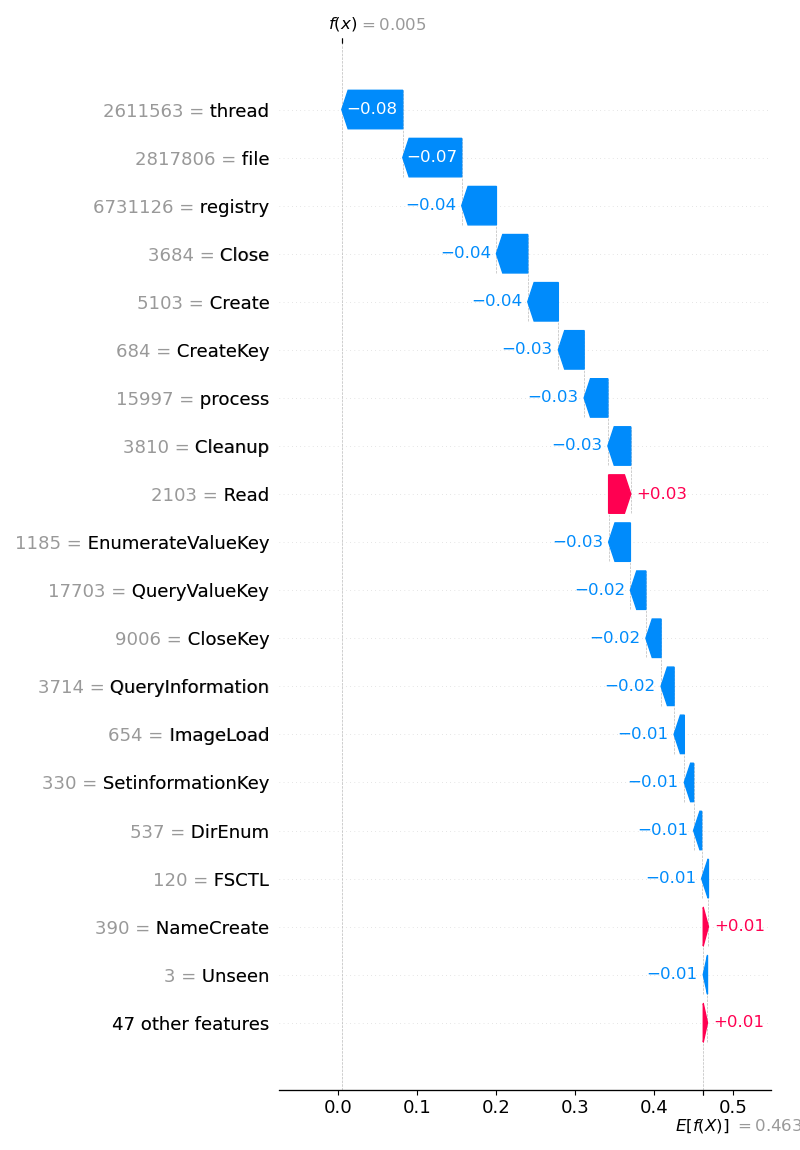 f(x) = 0.005
2611563 = thread −0.08
2817806 = file −0.07
6731126 = registry −0.04
3684 = Close −0.04
5103 = Create −0.04
684 = CreateKey −0.03
15997 = process −0.03
3810 = Cleanup −0.03
2103 = Read +0.03
1185 = EnumerateValueKey −0.03
17703 = QueryValueKey −0.02
9006 = CloseKey −0.02
3714 = QueryInformation −0.02
654 = ImageLoad −0.01
330 = SetinformationKey −0.01
537 = DirEnum −0.01
120 = FSCTL −0.01
390 = NameCreate +0.01
3 = Unseen −0.01
47 other features +0.01
0.0 0.1 0.2 0.3 0.4 0.5
E[f(X)] = 0.463